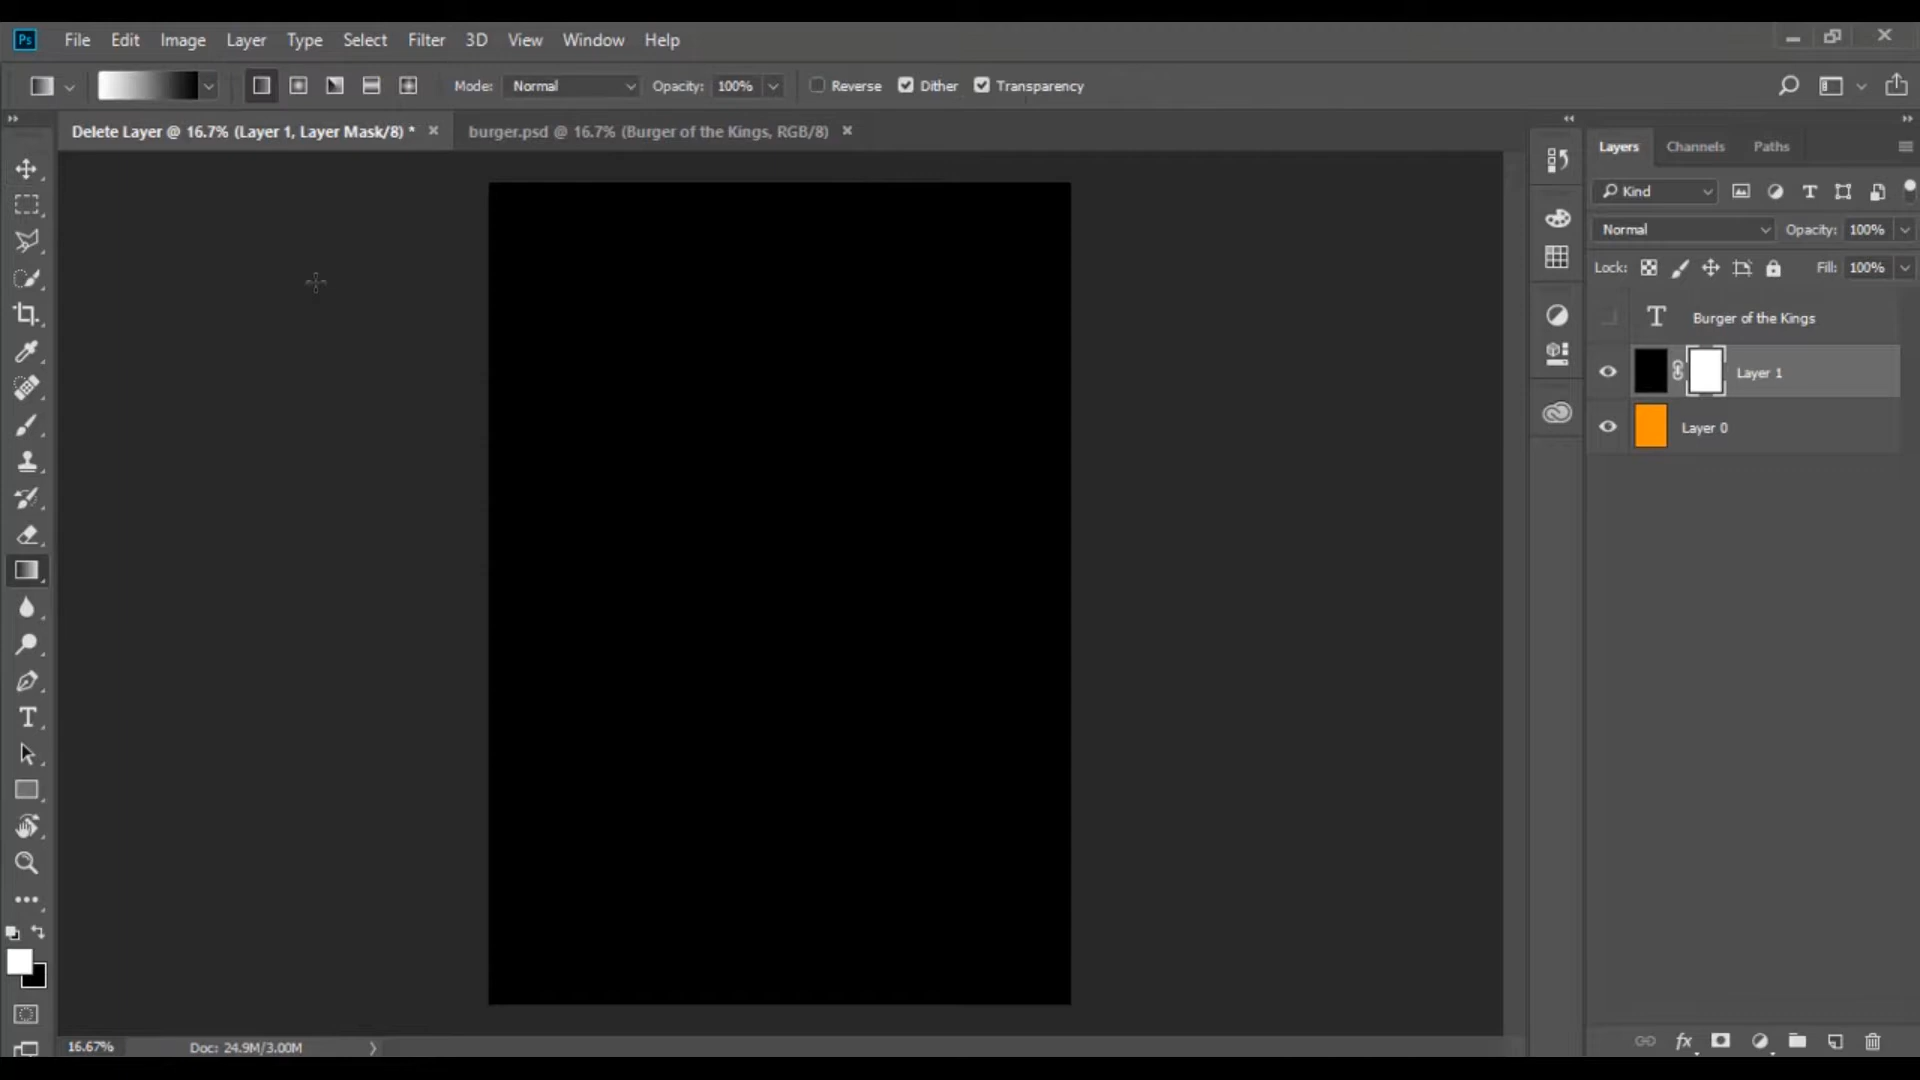 Ps File Edit Image Layer Type Select Filter 3D View Window Help
Mode: Normal Opacity: 100% Reverse Dither Transparency
Delete Layer @ 16.7% (Layer 1, Layer Mask/8) * × burger.psd @ 16.7% (Burger of the Kings, RGB/8) ×
Layers Channels Paths
Kind
Normal Opacity: 100%
Lock: Fill: 100%
T Burger of the Kings
Layer 1
Layer 0
fx
16.67% Doc: 24.9M/3.00M